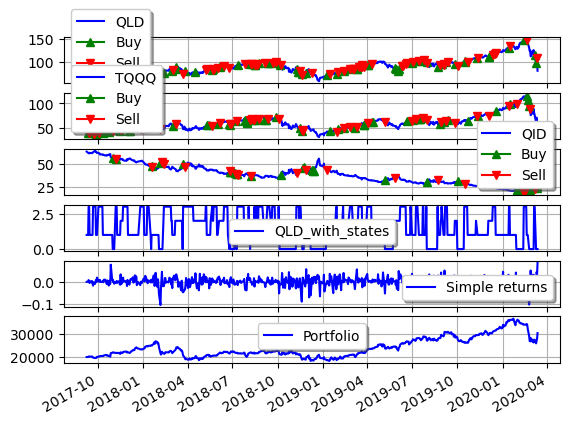 QLD
Buy
Sell
150
100
TQQQ
Buy
Sell
100
50
QID
Buy
Sell
50
25
QLD_with_states
2.5
0.0
Simple returns
0.0
−0.1
Portfolio
30000
20000
2017-10
2018-01
2018-04
2018-07
2018-10
2019-01
2019-04
2019-07
2019-10
2020-01
2020-04